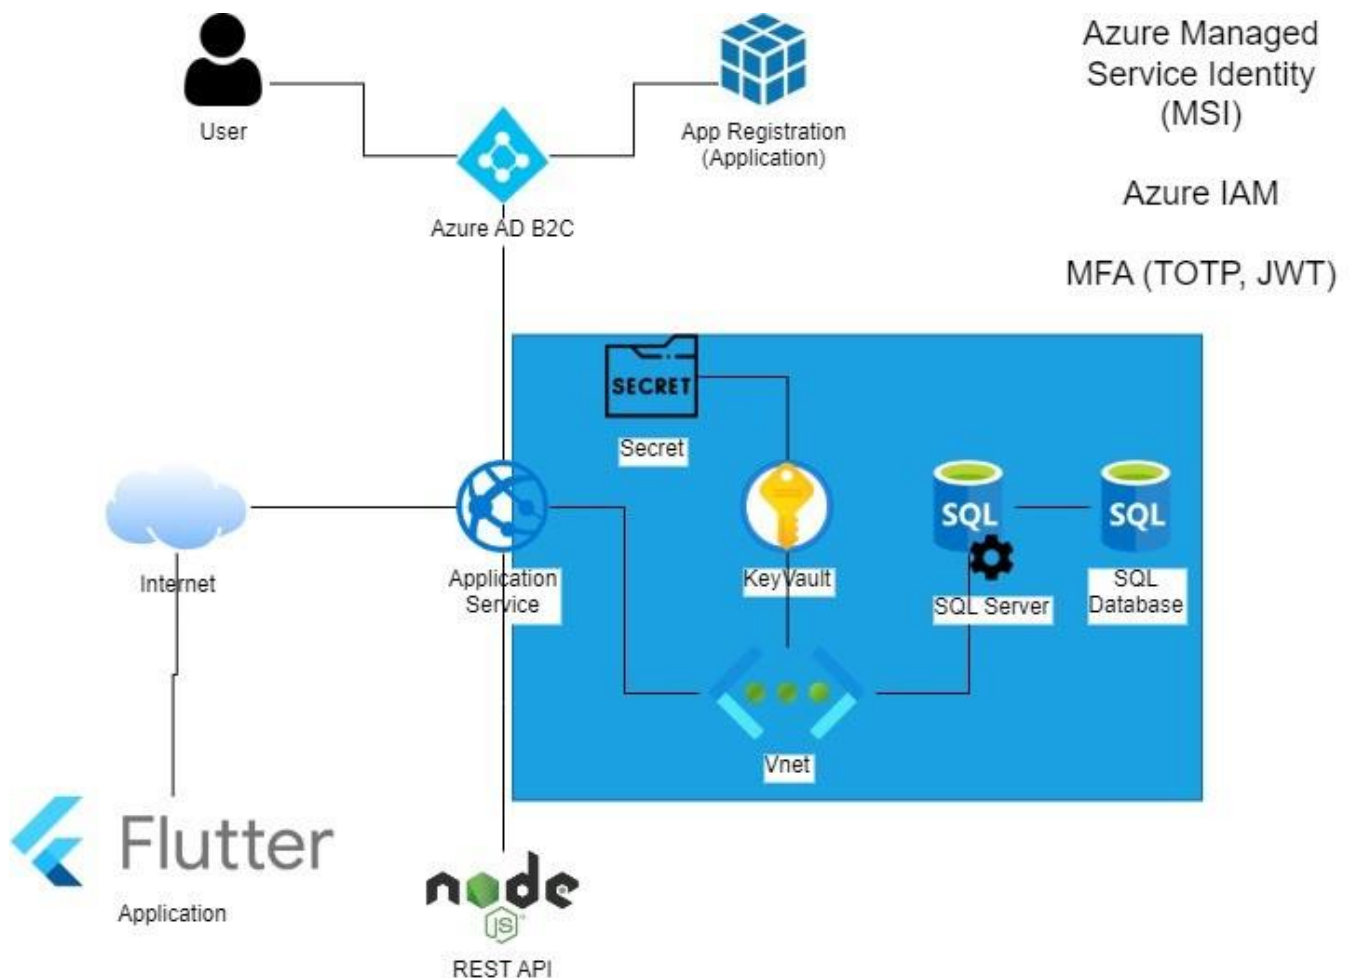 Azure Managed
Service Identity
(MSI)
User
App Registration
(Application)
Azure IAM
Azure AD B2C
MFA (TOTP, JWT)
SECRET
Secret
SQL
SQL
Internet
Application
Service
KeyVault
SQL Server
SQL
Database
Vnet
Flutter
Application
node
JS
REST API